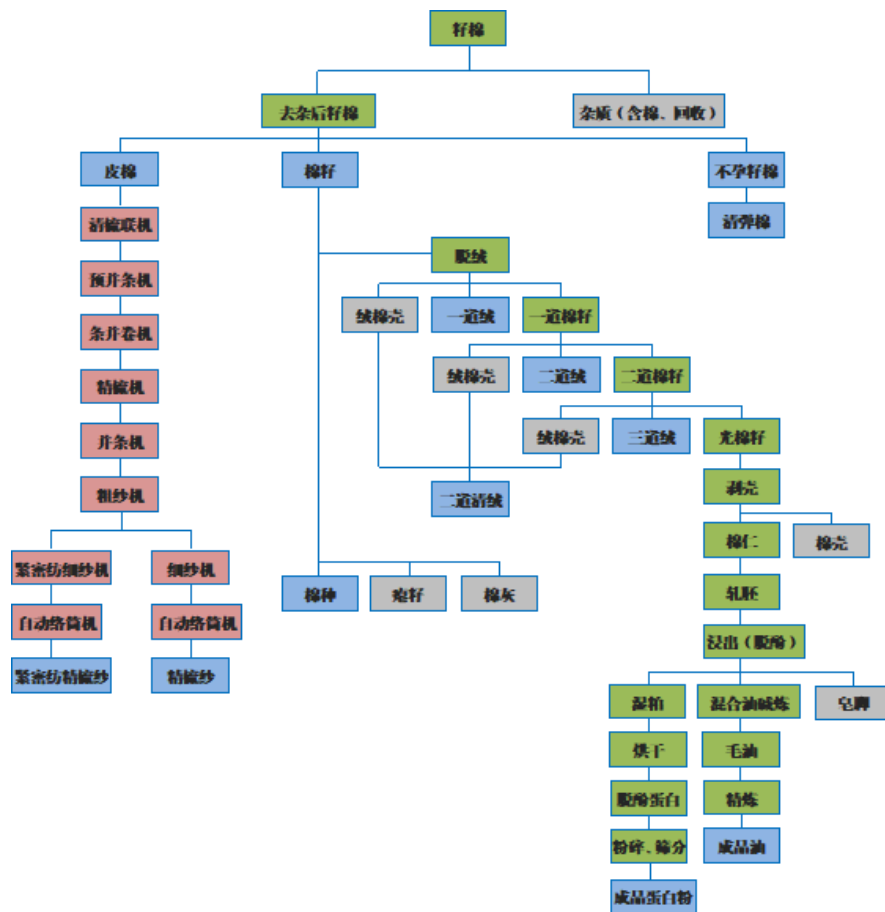 籽棉
去杂后籽棉
杂质（含棉、回收）
皮棉
棉籽
不孕籽棉
清梳联机
清弹棉
预并条机
脱绒
条并卷机
绒棉壳
一道绒
一道棉籽
精梳机
绒棉壳
二道绒
二道棉籽
并条机
绒棉壳
三道绒
光棉籽
粗纱机
二道清绒
剥壳
紧密纺细纱机
细纱机
棉仁
棉壳
自动络筒机
自动络筒机
棉种
瘪籽
棉灰
轧胚
紧密纺精梳纱
精梳纱
浸出（脱酚）
湿粕
混合油碱炼
皂脚
烘干
毛油
脱酚蛋白
精炼
粉碎、筛分
成品油
成品蛋白粉